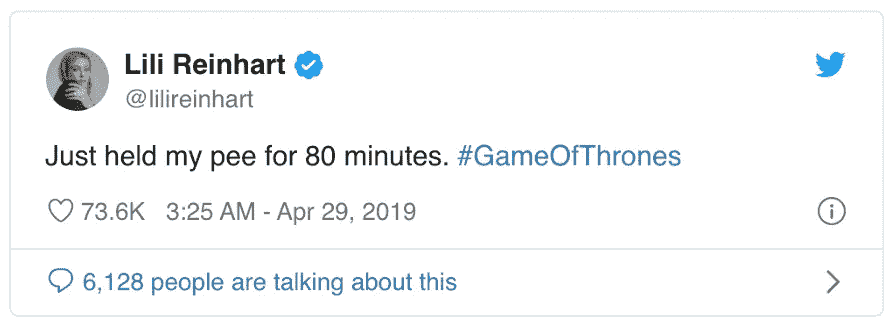 Lili Reinhart
@lilireinhart
Just held my pee for 80 minutes. #GameOfThrones
73.6K 3:25 AM - Apr 29, 2019
6,128 people are talking about this